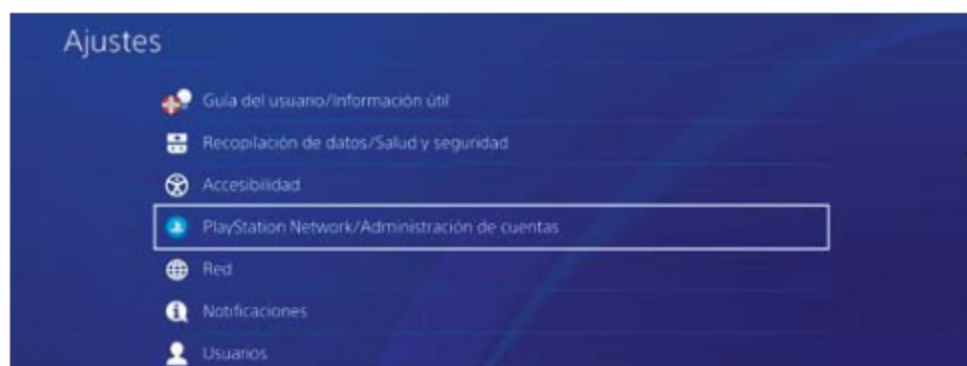 Ajustes
Guía del usuario/Información útil
Recopilación de datos/Salud y seguridad
Accesibilidad
PlayStation Network/Administración de cuentas
Red
Notificaciones
Usuarios